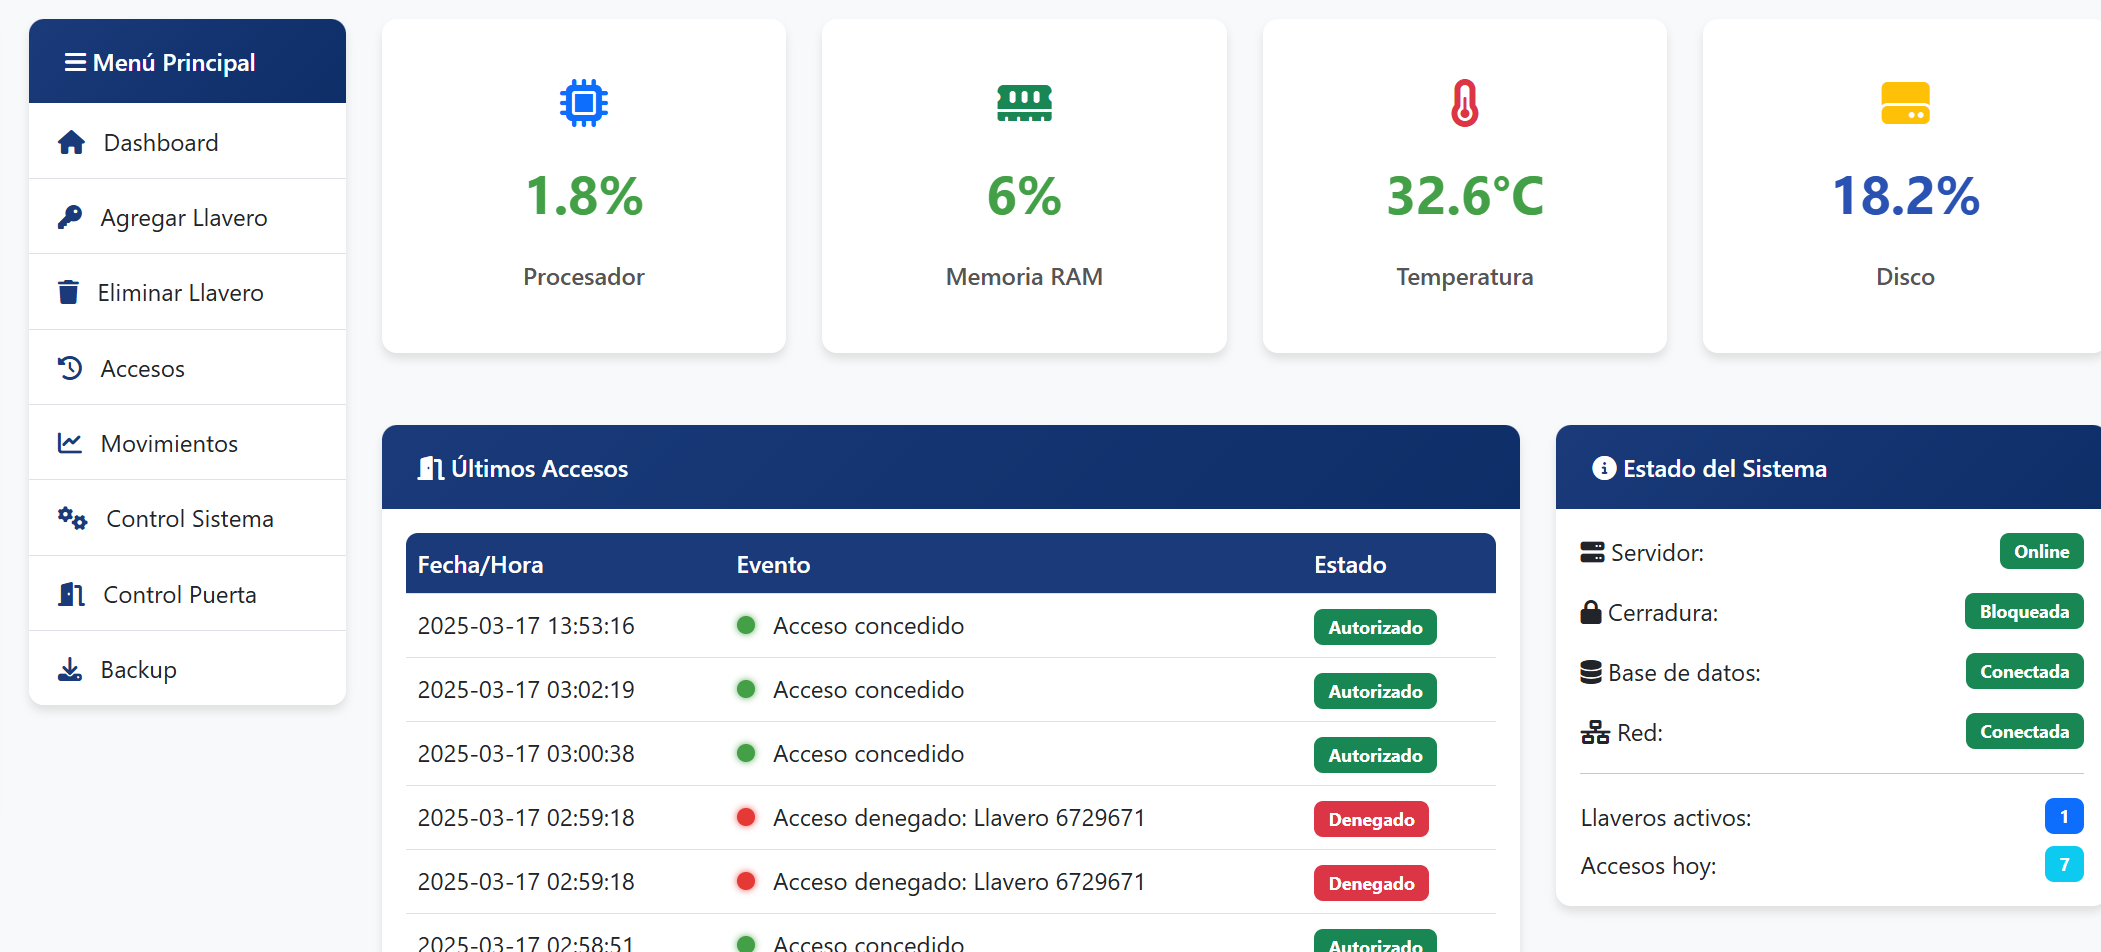 Menú Principal
Dashboard
Agregar Llavero
Eliminar Llavero
Accesos
Movimientos
Control Sistema
Control Puerta
Backup
1.8%
Procesador
6%
Memoria RAM
32.6°C
Temperatura
18.2%
Disco
Últimos Accesos
Fecha/Hora Evento Estado
2025-03-17 13:53:16 Acceso concedido Autorizado
2025-03-17 03:02:19 Acceso concedido Autorizado
2025-03-17 03:00:38 Acceso concedido Autorizado
2025-03-17 02:59:18 Acceso denegado: Llavero 6729671 Denegado
2025-03-17 02:59:18 Acceso denegado: Llavero 6729671 Denegado
2025-03-17 02:58:51 Acceso concedido Autorizado
Estado del Sistema
Servidor: Online
Cerradura: Bloqueada
Base de datos: Conectada
Red: Conectada
Llaveros activos: 1
Accesos hoy: 7